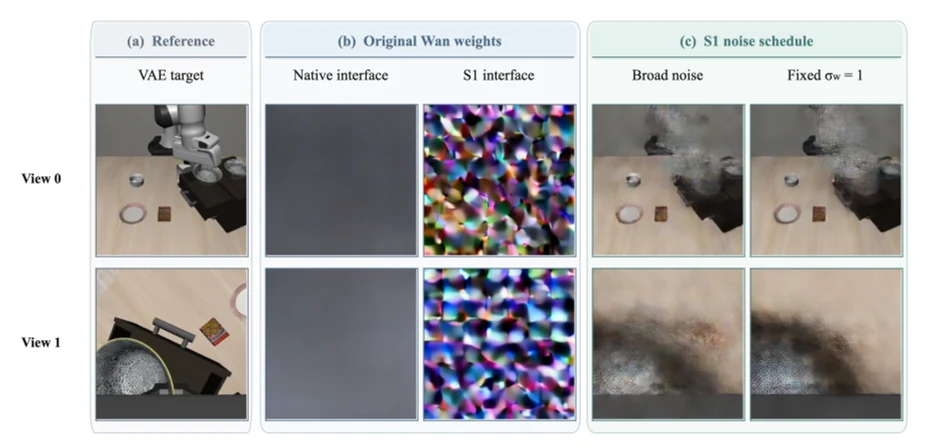 (a) Reference
(b) Original Wan weights
(c) S1 noise schedule
VAE target
Native interface
S1 interface
Broad noise
Fixed σw = 1
View 0
View 1